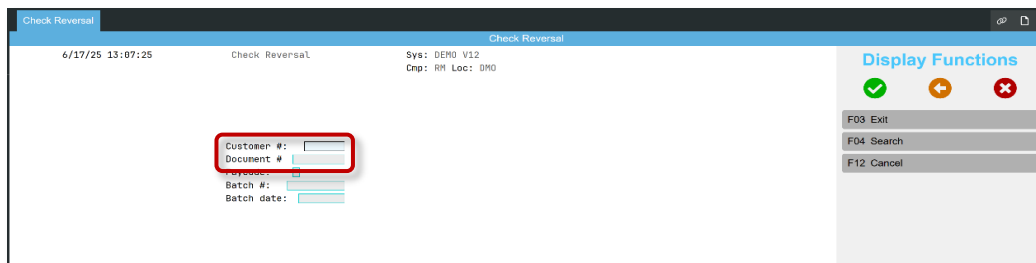 Check Reversal
Check Reversal
6/17/25 13:07:25 Check Reversal Sys: DEMO V12
Cmp: RM Loc: DMO
Display Functions
F03 Exit
F04 Search
F12 Cancel
Customer #:
Document #
Paycode:
Batch #:
Batch date: